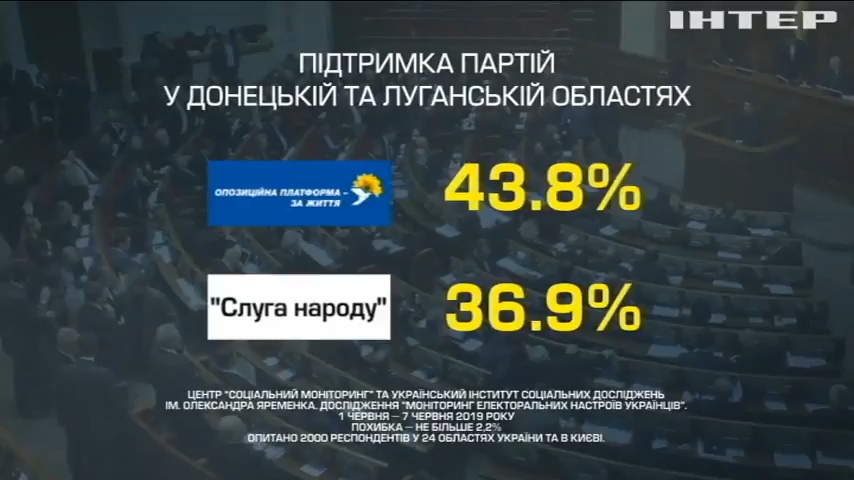 ІНТЕР
ПІДТРИМКА ПАРТІЙ
У ДОНЕЦЬКІЙ ТА ЛУГАНСЬКІЙ ОБЛАСТЯХ
ОПОЗИЦІЙНА ПЛАТФОРМА –
ЗА ЖИТТЯ
43.8%
"Слуга народу"
36.9%
ЦЕНТР "СОЦІАЛЬНИЙ МОНІТОРИНГ" ТА УКРАЇНСЬКИЙ ІНСТИТУТ СОЦІАЛЬНИХ ДОСЛІДЖЕНЬ
ІМ. ОЛЕКСАНДРА ЯРЕМЕНКА. ДОСЛІДЖЕННЯ "МОНІТОРИНГ ЕЛЕКТОРАЛЬНИХ НАСТРОЇВ УКРАЇНЦІВ".
1 ЧЕРВНЯ – 7 ЧЕРВНЯ 2019 РОКУ
ПОХИБКА – НЕ БІЛЬШЕ 2,2%
ОПИТАНО 2000 РЕСПОНДЕНТІВ У 24 ОБЛАСТЯХ УКРАЇНИ ТА В КИЄВІ.